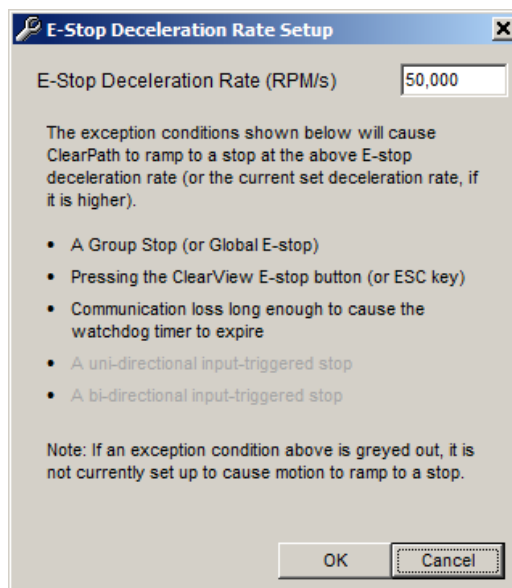 E-Stop Deceleration Rate Setup
E-Stop Deceleration Rate (RPM/s) 50,000
The exception conditions shown below will cause
ClearPath to ramp to a stop at the above E-stop
deceleration rate (or the current set deceleration rate, if
it is higher).
• A Group Stop (or Global E-stop)
• Pressing the ClearView E-stop button (or ESC key)
• Communication loss long enough to cause the
watchdog timer to expire
• A uni-directional input-triggered stop
• A bi-directional input-triggered stop
Note: If an exception condition above is greyed out, it is
not currently set up to cause motion to ramp to a stop.
OK Cancel